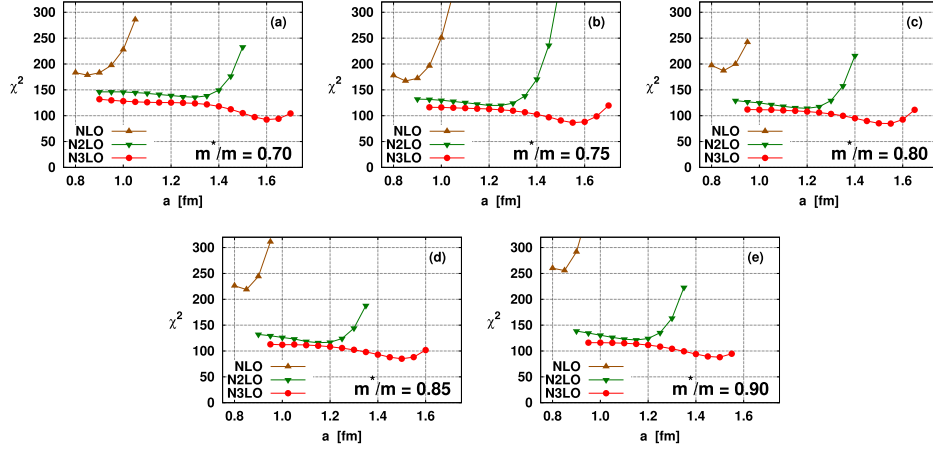 300
250
200
150
100
50
0
χ²
(a)
NLO
N2LO
N3LO
m*/m = 0.70
0.8 1.0 1.2 1.4 1.6
a [fm]
300
250
200
150
100
50
0
χ²
(b)
NLO
N2LO
N3LO
m*/m = 0.75
0.8 1.0 1.2 1.4 1.6
a [fm]
300
250
200
150
100
50
0
χ²
(c)
NLO
N2LO
N3LO
m*/m = 0.80
0.8 1.0 1.2 1.4 1.6
a [fm]
300
250
200
150
100
50
0
χ²
(d)
NLO
N2LO
N3LO
m*/m = 0.85
0.8 1.0 1.2 1.4 1.6
a [fm]
300
250
200
150
100
50
0
χ²
(e)
NLO
N2LO
N3LO
m*/m = 0.90
0.8 1.0 1.2 1.4 1.6
a [fm]